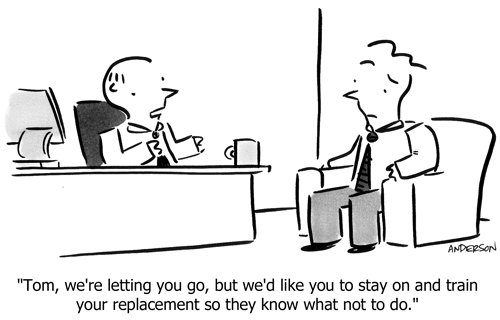 ANDERSON
"Tom, we're letting you go, but we'd like you to stay on and train
your replacement so they know what not to do."